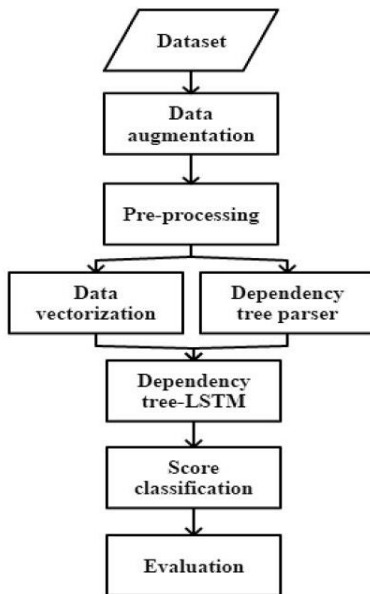 Dataset
Data
augmentation
Pre-processing
Data
vectorization
Dependency
tree parser
Dependency
tree-LSTM
Score
classification
Evaluation